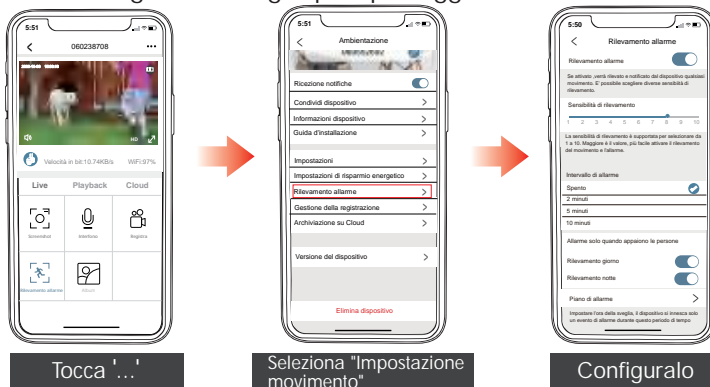 5:51
060238708
HD
Velocità in bit:10.74KB/s WiFi:97%
Live Playback Cloud
Screenshot Interfono Registra
Rilevamento allarme Album
Tocca '...'
5:51
Ambientazione
Ricezione notifiche
Condividi dispositivo
Informazioni dispositivo
Guida d'installazione
Impostazioni
Impostazioni di risparmio energetico
Rilevamento allarme
Gestione della registrazione
Archiviazione su Cloud
Versione del dispositivo
Elimina dispositivo
Seleziona "Impostazione
movimento"
5:50
Rilevamento allarme
Rilevamento allarme
Se attivato ,verrà rilevato e notificato dal dispositivo qualsiasi
movimento. E' possibile scegliere diverse sensibilità di
rilevamento.
Sensibilità di rilevamento
1 2 3 4 5 6 7 8 9 10
La sensibilità di rilevamento è supportata per selezionare da
1 a 10. Maggiore è il valore, più facile attivare il rilevamento
del movimento e l'allarme.
Intervallo di allarme
Spento
2 minuti
5 minuti
10 minuti
Allarme solo quando appaiono le persone
Rilevamento giorno
Rilevamento notte
Piano di allarme
Impostare l'ora della sveglia, il dispositivo si innesca solo
un evento di allarme durante questo periodo di tempo
Configuralo